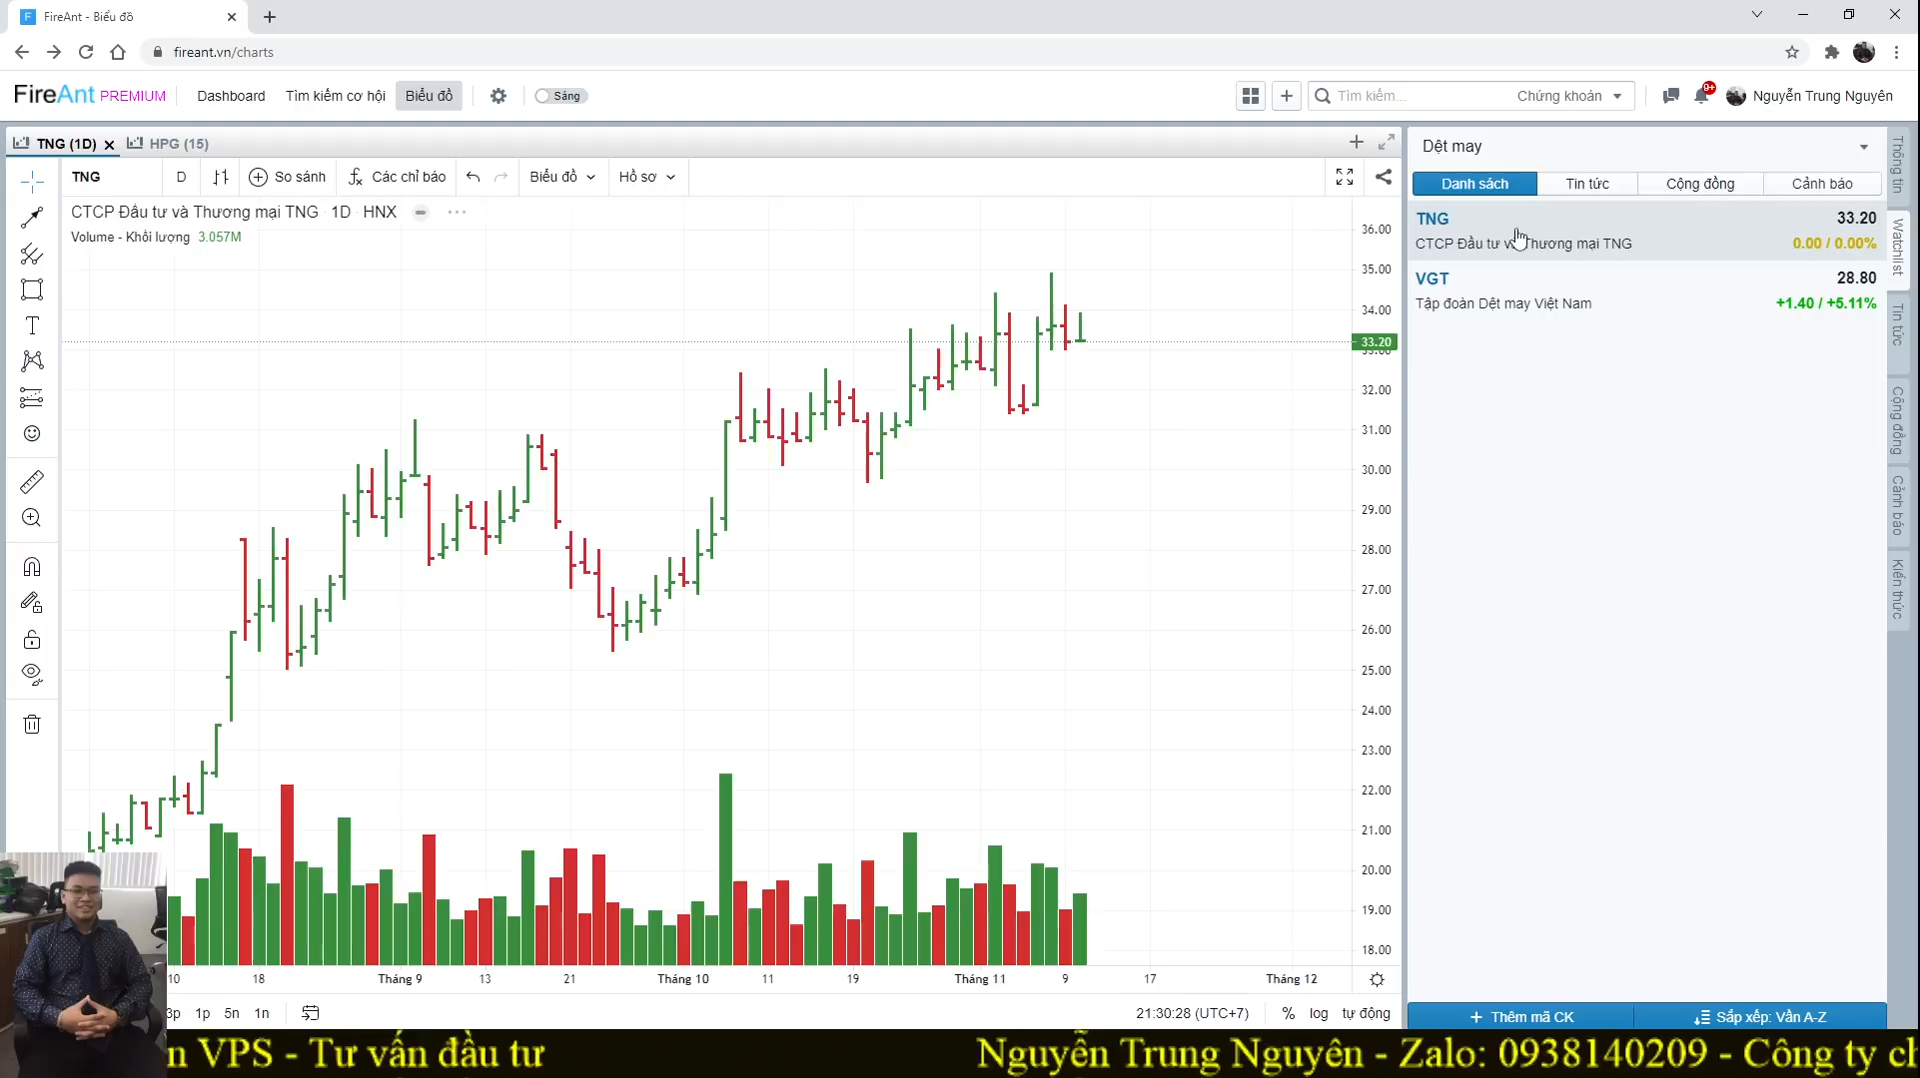 FireAnt - Biểu đồ
fireant.vn/charts
FireAnt PREMIUM
Dashboard
Tìm kiếm cơ hội
Biểu đồ
Sáng
Tìm kiếm...
Chứng khoán
9+
Nguyễn Trung Nguyên
TNG (1D)
HPG (15)
TNG
D
So sánh
Các chỉ báo
Biểu đồ
Hồ sơ
CTCP Đầu tư và Thương mại TNG 1D HNX
Volume - Khối lượng 3.057M
36.00
35.00
34.00
33.20
33.00
32.00
31.00
30.00
29.00
28.00
27.00
26.00
25.00
24.00
23.00
22.00
21.00
20.00
19.00
18.00
10
18
Tháng 9
13
21
Tháng 10
11
19
Tháng 11
9
17
Tháng 12
3p
1p
5n
1n
21:30:28 (UTC+7)
%
log
tự động
Dệt may
Danh sách
Tin tức
Cộng đồng
Cảnh báo
TNG 33.20
CTCP Đầu tư và Thương mại TNG 0.00 / 0.00%
VGT 28.80
Tập đoàn Dệt may Việt Nam +1.40 / +5.11%
Thêm mã CK
Sắp xếp: Vần A-Z
Thông tin
Watchlist
Tin tức
Cộng đồng
Cảnh báo
Kiến thức
n VPS - Tư vấn đầu tư
Nguyễn Trung Nguyên - Zalo: 0938140209 - Công ty ch